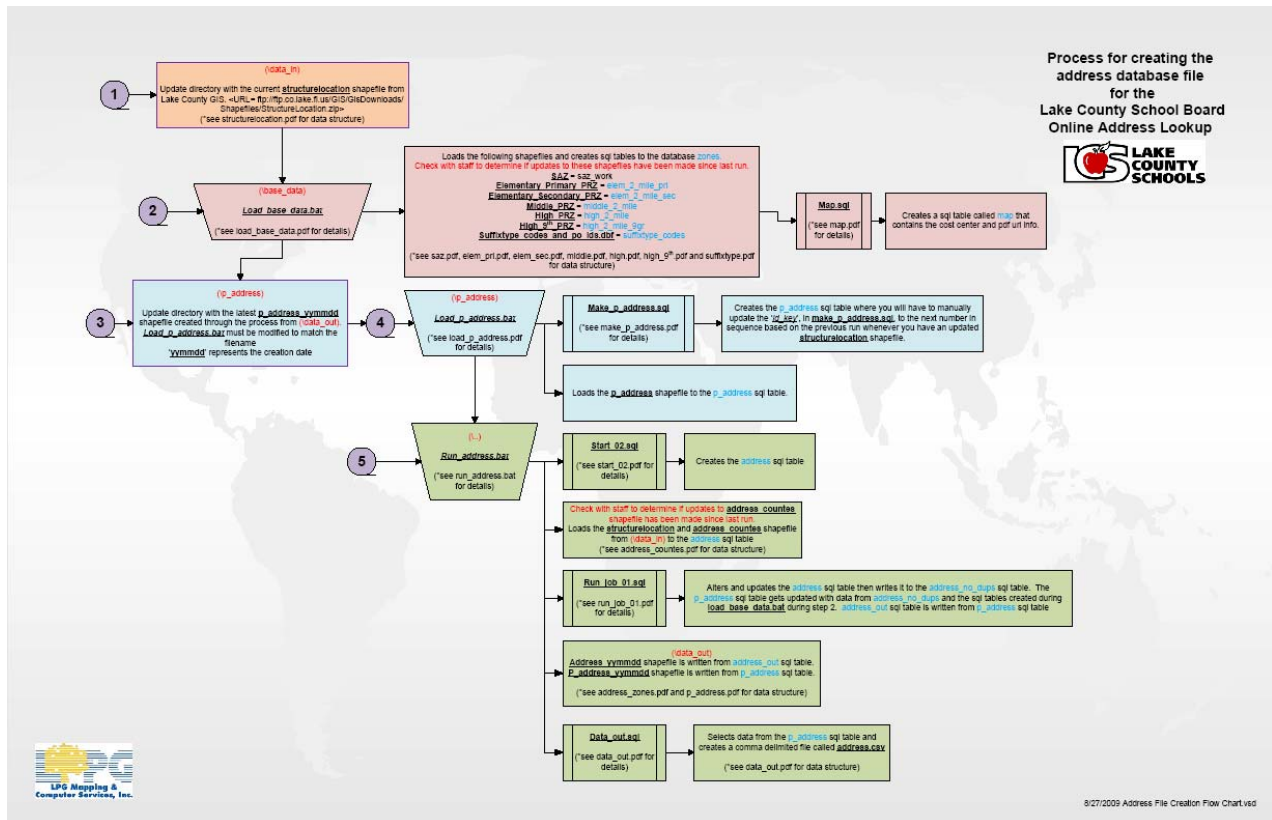 Process for creating the
address database file
for the
Lake County School Board
Online Address Lookup
LCS LAKE
COUNTY
SCHOOLS
1
(\data_in)
Update directory with the current structurelocation shapefile from
Lake County GIS. <URL= ftp://ftp.co.lake.fl.us/GIS/GisDownloads/
Shapefiles/StructureLocation.zip>
(*see structurelocation.pdf for data structure)
2
(\base_data)
Load_base_data.bat
(*see load_base_data.pdf for details)
Loads the following shapefiles and creates sql tables to the database zones.
Check with staff to determine if updates to these shapefiles have been made since last run.
SAZ = saz_work
Elementary_Primary_PRZ = elem_2_mile_pri
Elementary_Secondary_PRZ = elem_2_mile_sec
Middle_PRZ = middle_2_mile
High_PRZ = high_2_mile
High_9th_PRZ = high_2_mile_9gr
Suffixtype_codes_and_po_ids.dbf = suffixtype_codes
(*see saz.pdf, elem_pri.pdf, elem_sec.pdf, middle.pdf, high.pdf, high_9th.pdf and suffixtype.pdf
for data structure)
Map.sql
(*see map.pdf
for details)
Creates a sql table called map that
contains the cost center and pdf url info.
3
(\p_address)
Update directory with the latest p_address_yymmdd
shapefile created through the process from (\data_out).
Load_p_address.bat must be modified to match the
filename
'yymmdd' represents the creation date
4
(\p_address)
Load_p_address.bat
(*see load_p_address.pdf
for details)
Make_p_address.sql
(*see make_p_address.pdf
for details)
Creates the p_address sql table where you will have to manually
update the 'id_key', in make_p_address.sql, to the next number in
sequence based on the previous run whenever you have an updated
structurelocation shapefile.
Loads the p_address shapefile to the p_address sql table.
5
(\..)
Run_address.bat
(*see run_address.bat
for details)
Start_02.sql
(*see start_02.pdf for
details)
Creates the address sql table
Check with staff to determine if updates to address_countes
shapefile has been made since last run.
Loads the structurelocation and address_countes shapefile
from (\data_in) to the address sql table
(*see address_countes.pdf for data structure)
Run_job_01.sql
(*see run_job_01.pdf
for details)
Alters and updates the address sql table then writes it to the address_no_dups sql table. The
p_address sql table gets updated with data from address_no_dups and the sql tables created during
load_base_data.bat during step 2. address_out sql table is written from p_address sql table
(\data_out)
Address_yymmdd shapefile is written from address_out sql table.
P_address_yymmdd shapefile is written from p_address sql table.
(*see address_zones.pdf and p_address.pdf for data structure)
Data_out.sql
(*see data_out.pdf for
details)
Selects data from the p_address sql table and
creates a comma delimited file called address.csv
(*see data_out.pdf for data structure)
LPG
LPG Mapping &
Computer Services, Inc.
8/27/2009 Address File Creation Flow Chart.vsd